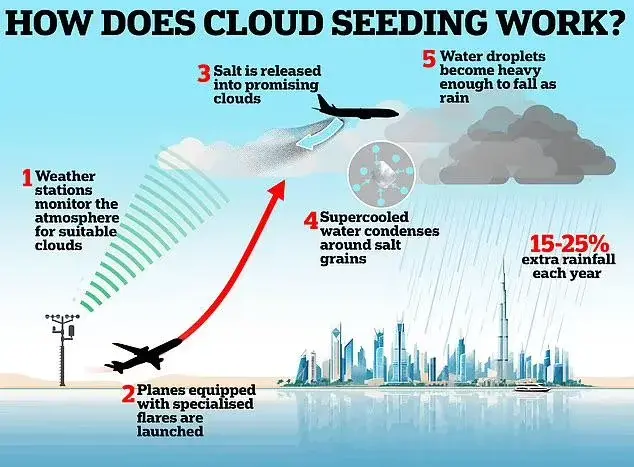 HOW DOES CLOUD SEEDING WORK?
1 Weather
stations
monitor the
atmosphere
for suitable
clouds
2 Planes equipped
with specialised
flares are
launched
3 Salt is released
into promising
clouds
4 Supercooled
water condenses
around salt
grains
5 Water droplets
become heavy
enough to fall as
rain
15-25%
extra rainfall
each year